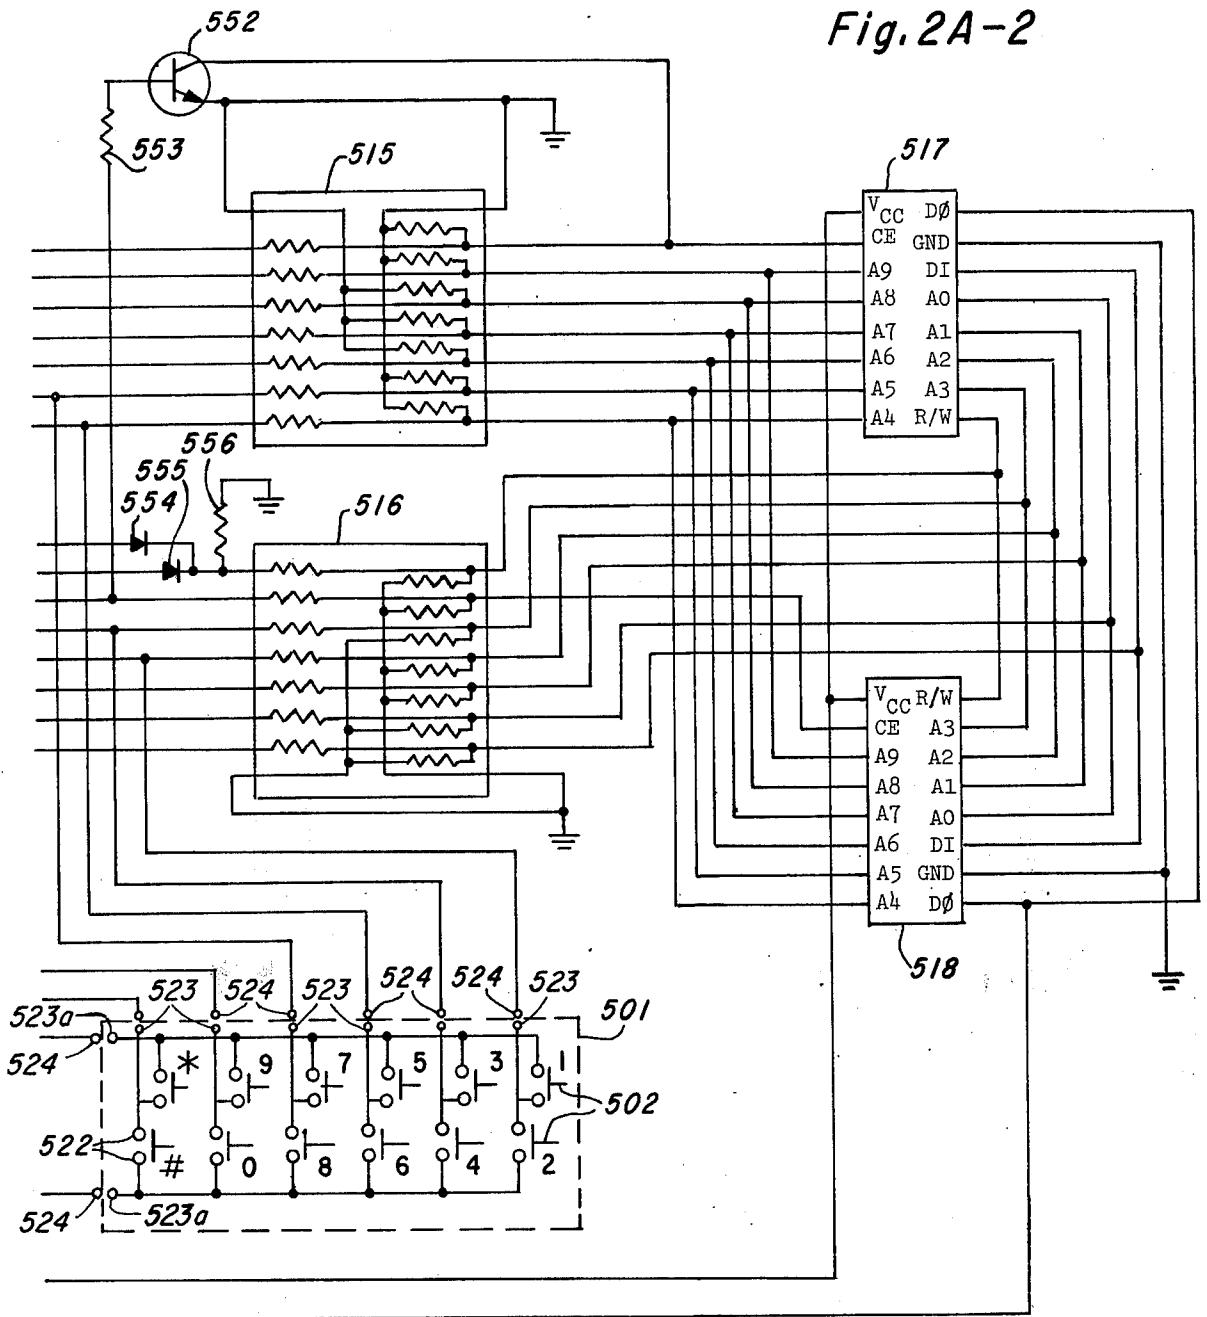 Fig. 2A-2
552
553
515
517
VCC DØ
CE GND
A9 DI
A8 A0
A7 A1
A6 A2
A5 A3
A4 R/W
556
555
554
516
VCC R/W
CE A3
A9 A2
A8 A1
A7 A0
A6 DI
A5 GND
A4 DØ
518
523a 523 524 523 524 524 523 501
524
* 9 7 5 3 1
502
522
# 0 8 6 4 2
524 523a